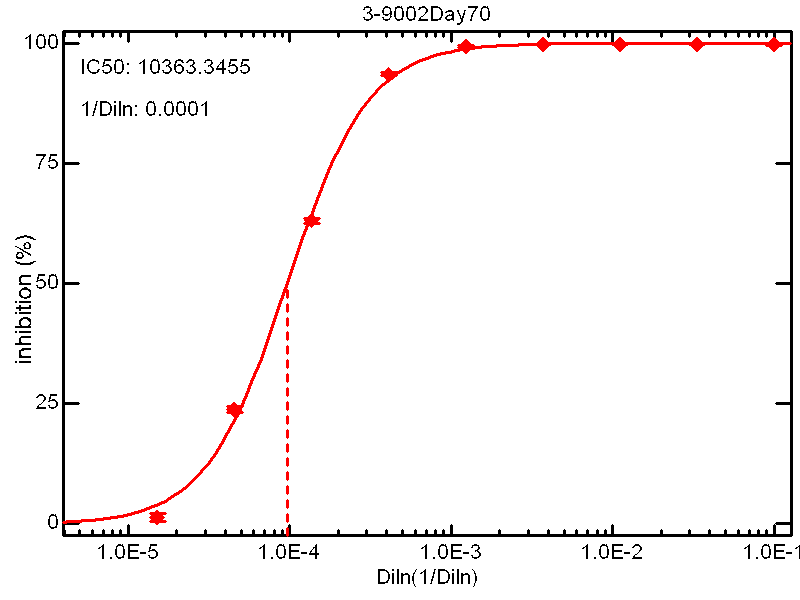 3-9002Day70
IC50: 10363.3455
1/Diln: 0.0001
100
75
50
25
0
inhibition (%)
1.0E-5 1.0E-4 1.0E-3 1.0E-2 1.0E-1
Diln(1/Diln)